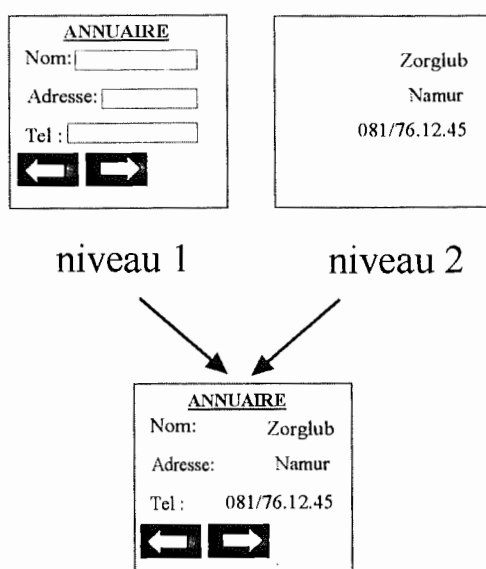 ANNUAIRE
Nom:
Adresse:
Tel :
Zorglub
Namur
081/76.12.45
niveau 1
niveau 2
ANNUAIRE
Nom: Zorglub
Adresse: Namur
Tel : 081/76.12.45